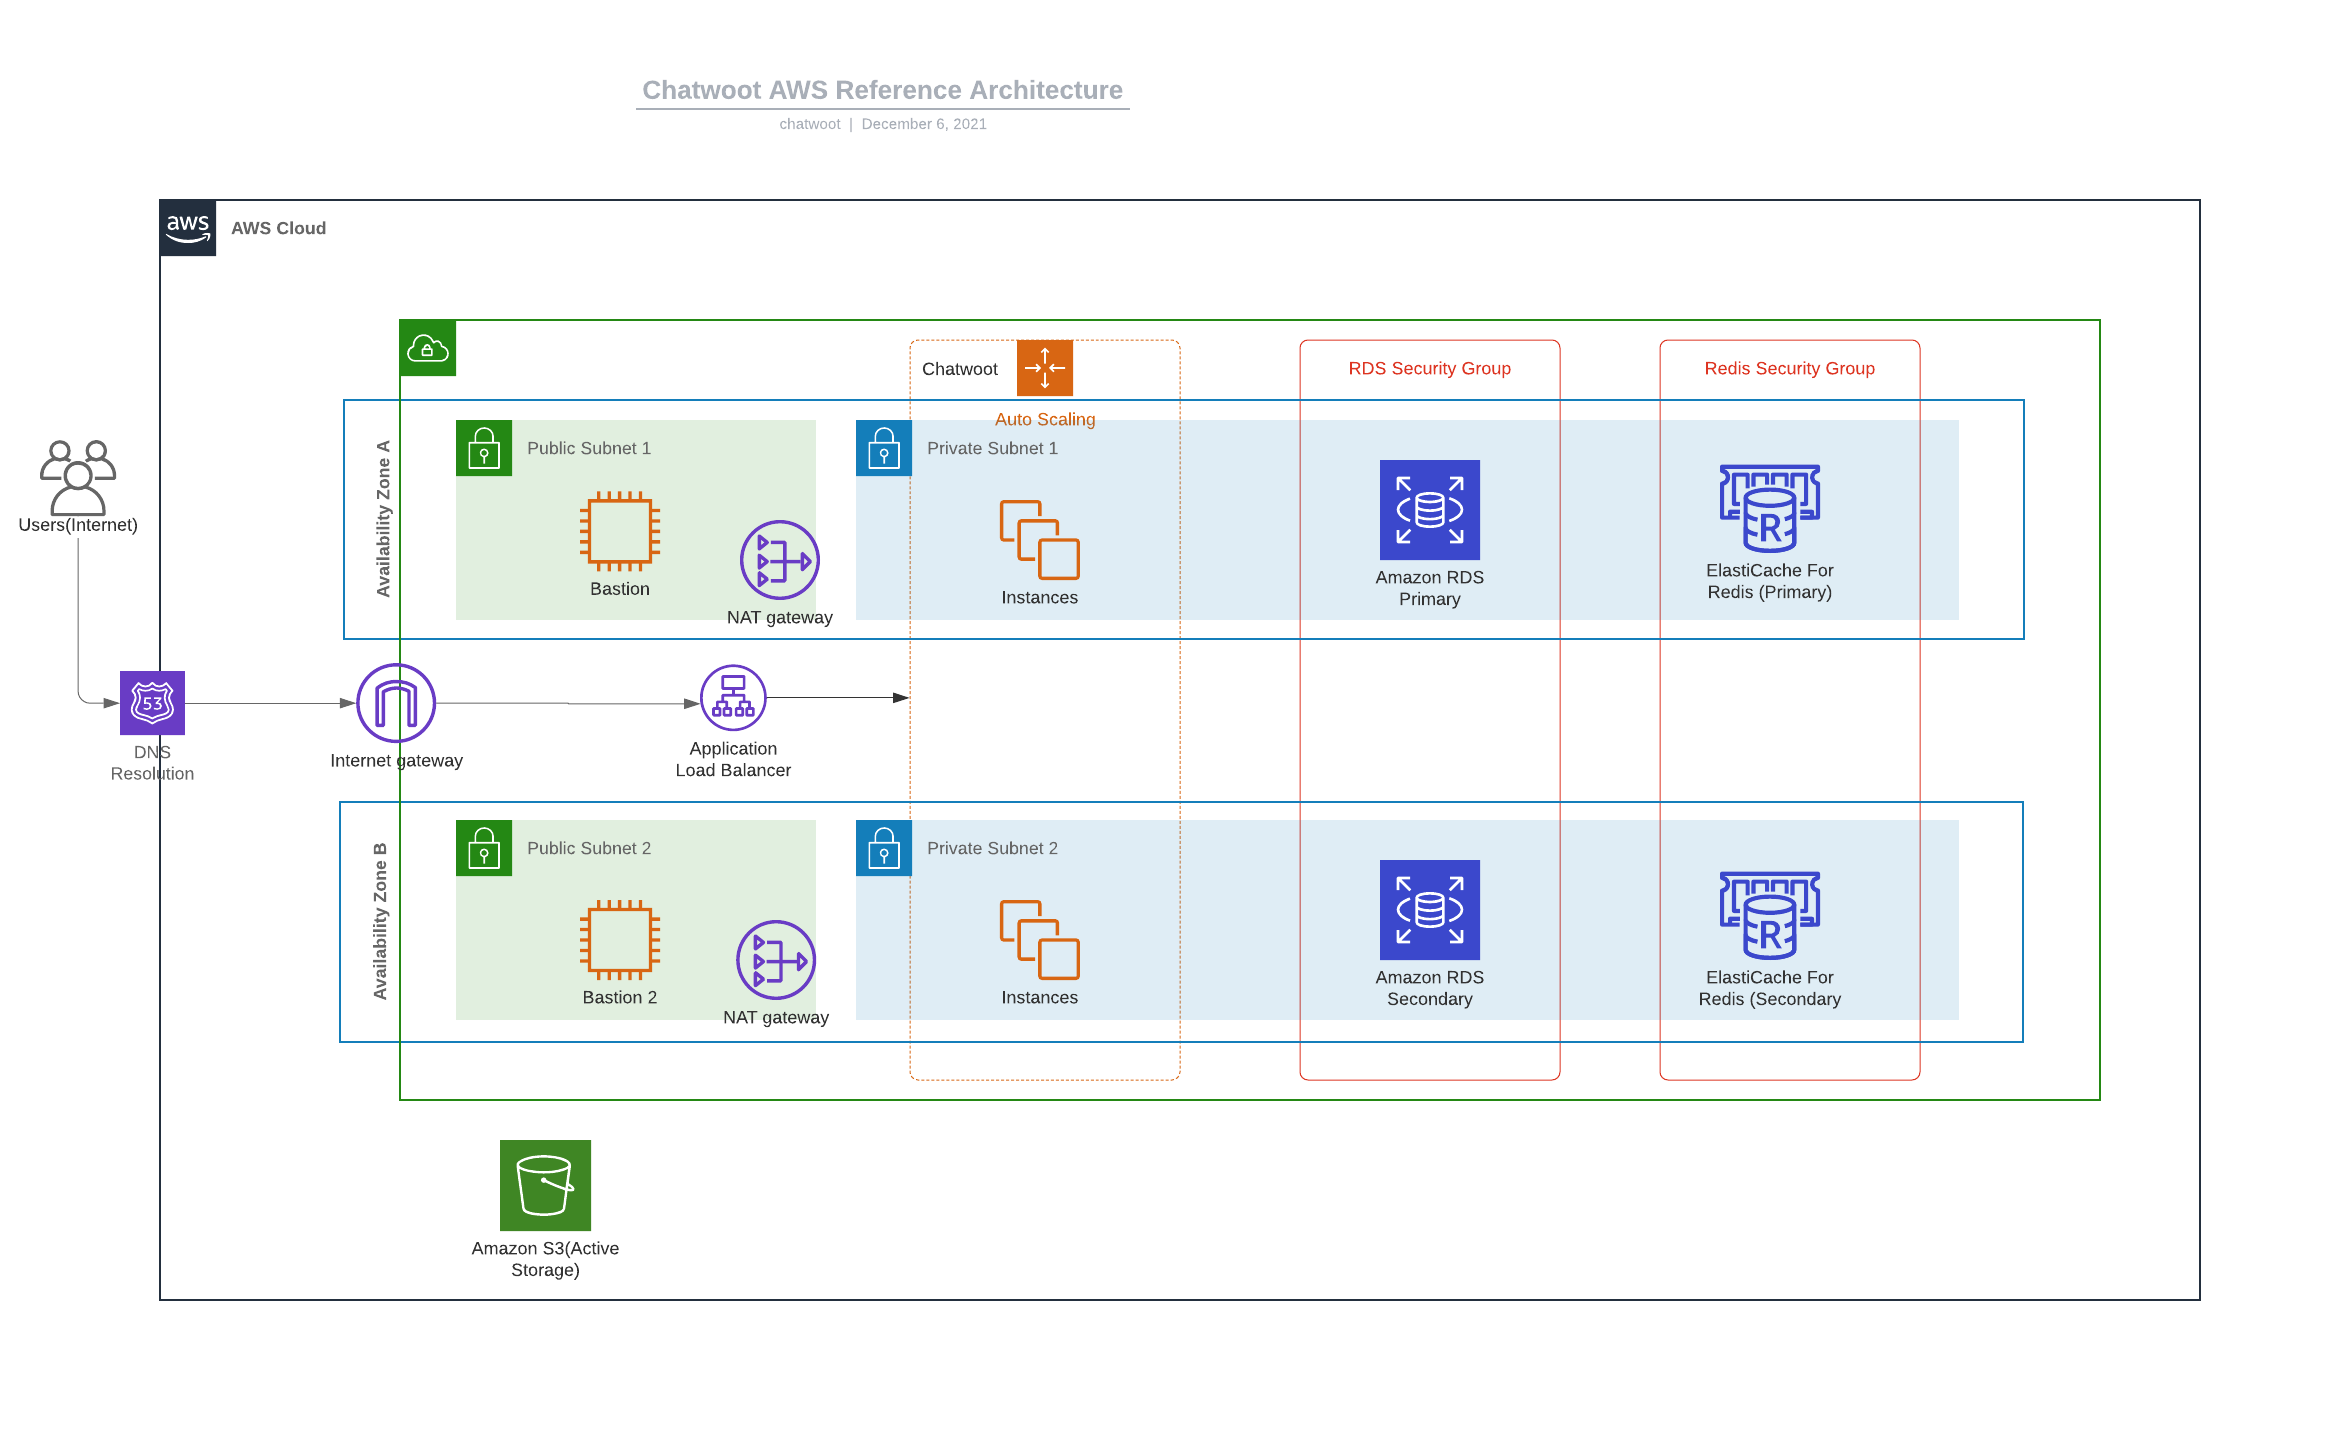 Chatwoot AWS Reference Architecture
chatwoot | December 6, 2021
aws
AWS Cloud
Chatwoot
Auto Scaling
RDS Security Group
Redis Security Group
Availability Zone A
Public Subnet 1
Bastion
NAT gateway
Private Subnet 1
Instances
Amazon RDS
Primary
R
ElastiCache For
Redis (Primary)
Users(Internet)
53
DNS
Resolution
Internet gateway
Application
Load Balancer
Availability Zone B
Public Subnet 2
Bastion 2
NAT gateway
Private Subnet 2
Instances
Amazon RDS
Secondary
R
ElastiCache For
Redis (Secondary
Amazon S3(Active
Storage)